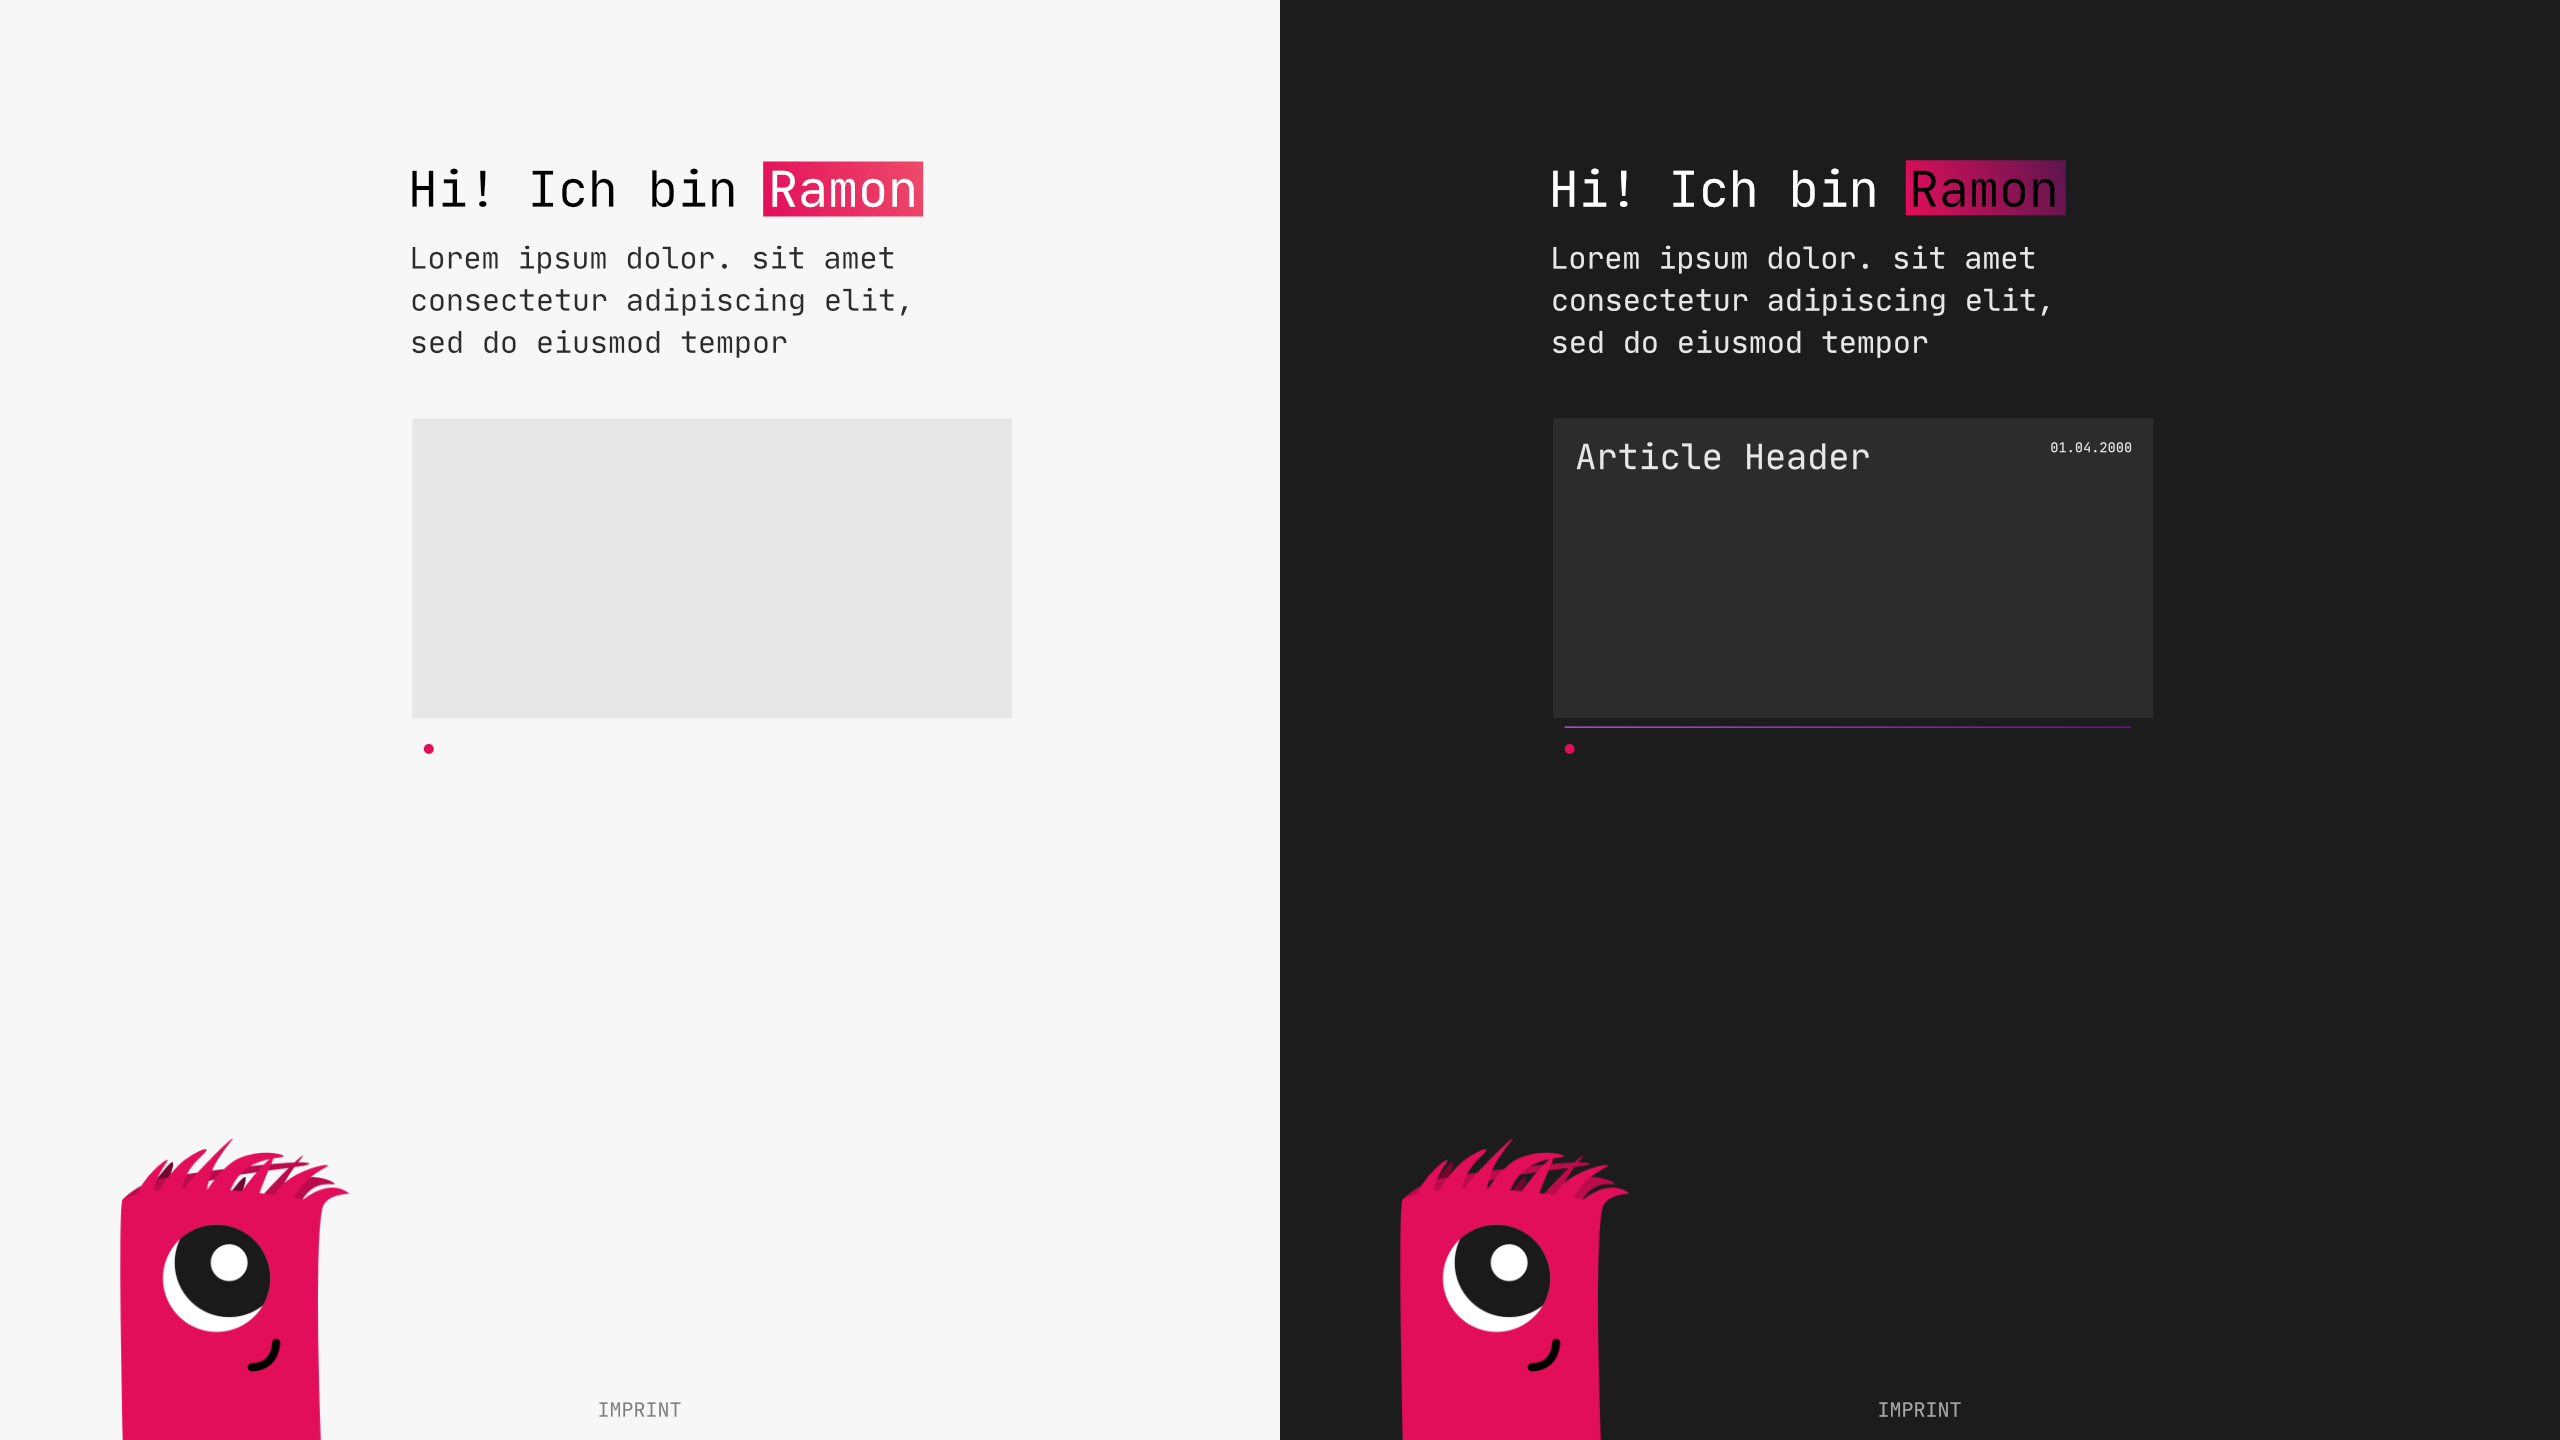 Hi! Ich bin Ramon
Lorem ipsum dolor. sit amet
consectetur adipiscing elit,
sed do eiusmod tempor
IMPRINT
Hi! Ich bin Ramon
Lorem ipsum dolor. sit amet
consectetur adipiscing elit,
sed do eiusmod tempor
Article Header
01.04.2000
IMPRINT